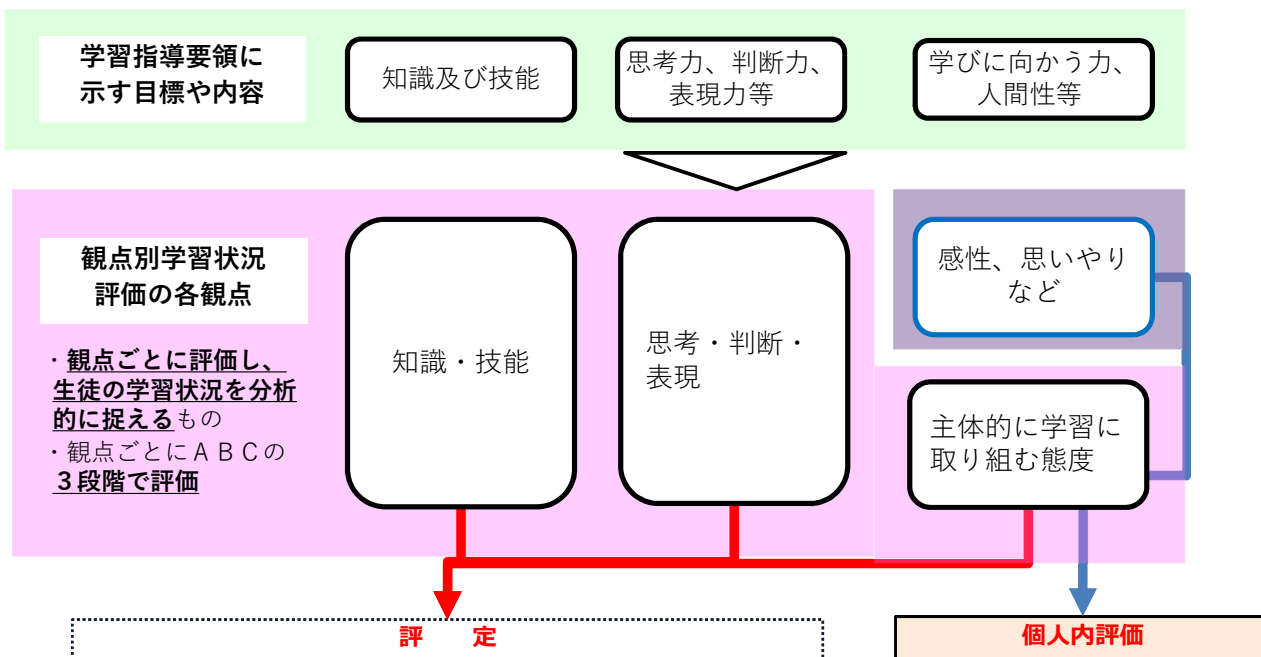 学習指導要領に
示す目標や内容
知識及び技能
思考力、判断力、
表現力等
学びに向かう力、
人間性等
観点別学習状況
評価の各観点
・観点ごとに評価し、
生徒の学習状況を分析
的に捉えるもの
・観点ごとにＡＢＣの
３段階で評価
知識・技能
思考・判断・
表現
感性、思いやり
など
主体的に学習に
取り組む態度
評　定
個人内評価